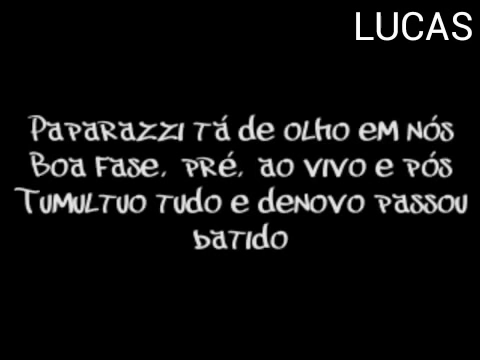 LUCAS
Paparazzi tá de olho em nós
Boa fase, pré, ao vivo e pós
Tumultuo tudo e denovo passou
batido